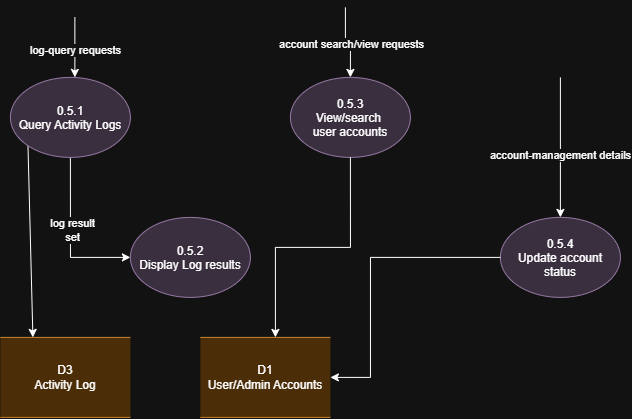 log-query requests
account search/view requests
0.5.1
Query Activity Logs
0.5.3
View/search
user accounts
account-management details
log result
set
0.5.2
Display Log results
0.5.4
Update account
status
D3
Activity Log
D1
User/Admin Accounts